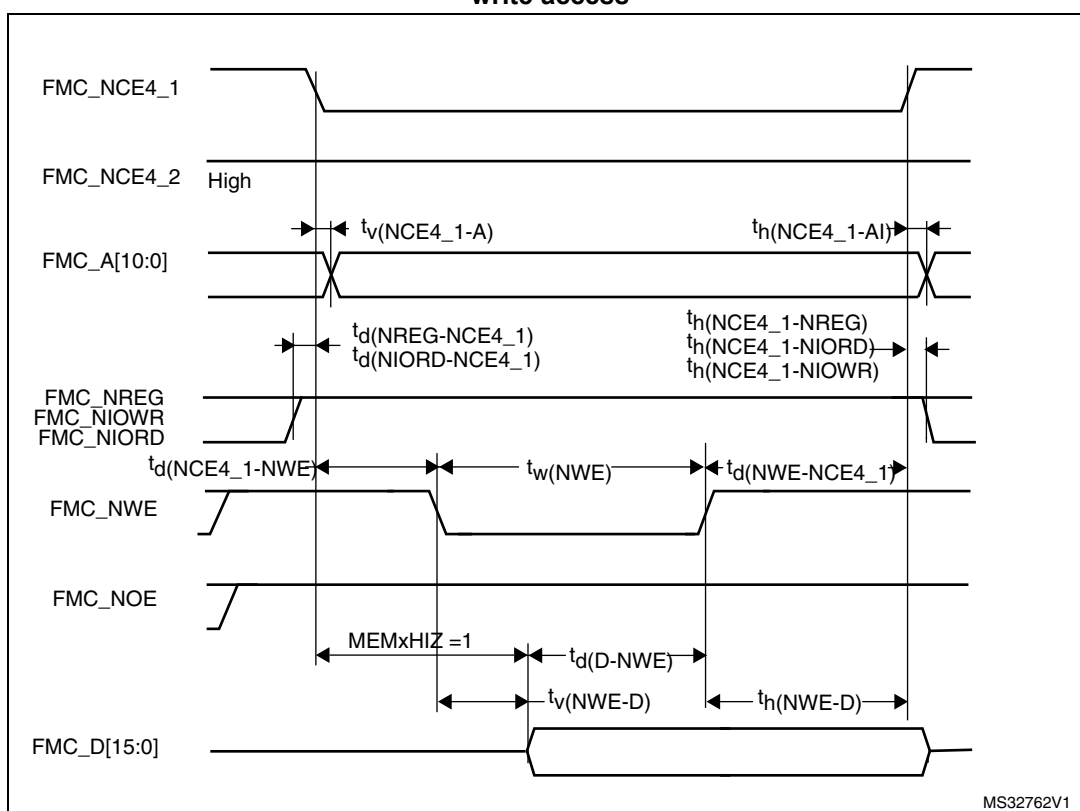 write access
FMC_NCE4_1
FMC_NCE4_2 High
tv(NCE4_1-A) th(NCE4_1-AI)
FMC_A[10:0]
td(NREG-NCE4_1) th(NCE4_1-NREG)
td(NIORD-NCE4_1) th(NCE4_1-NIORD)
th(NCE4_1-NIOWR)
FMC_NREG
FMC_NIOWR
FMC_NIORD
td(NCE4_1-NWE) tw(NWE) td(NWE-NCE4_1)
FMC_NWE
FMC_NOE
MEMxHIZ =1
td(D-NWE)
tv(NWE-D) th(NWE-D)
FMC_D[15:0]
MS32762V1